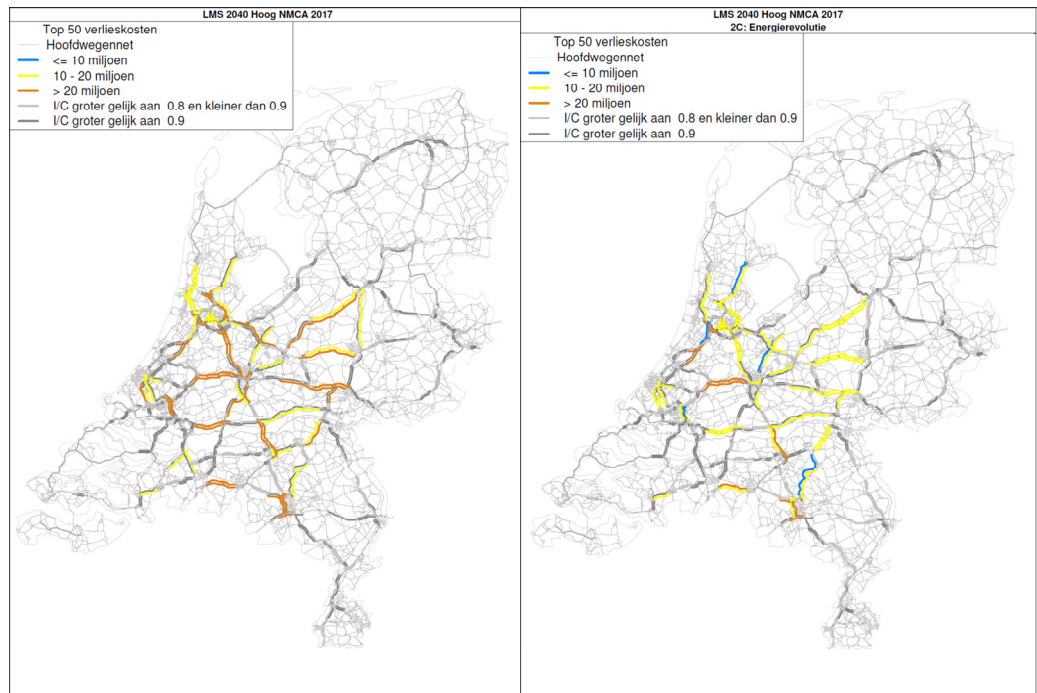 LMS 2040 Hoog NMCA 2017
Top 50 verlieskosten
Hoofdwegennet
<= 10 miljoen
10 - 20 miljoen
> 20 miljoen
I/C groter gelijk aan 0.8 en kleiner dan 0.9
I/C groter gelijk aan 0.9
LMS 2040 Hoog NMCA 2017
2C: Energierevolutie
Top 50 verlieskosten
Hoofdwegennet
<= 10 miljoen
10 - 20 miljoen
> 20 miljoen
I/C groter gelijk aan 0.8 en kleiner dan 0.9
I/C groter gelijk aan 0.9